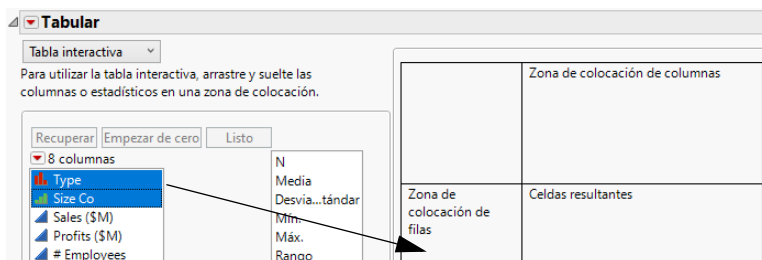 Tabular
Tabla interactiva
Para utilizar la tabla interactiva, arrastre y suelte las
columnas o estadísticos en una zona de colocación.
Recuperar Empezar de cero Listo
8 columnas
Type
Size Co
Sales ($M)
Profits ($M)
# Employees
N
Media
Desvia...tándar
Mín.
Máx.
Rango
Zona de colocación de columnas
Zona de
colocación de
filas
Celdas resultantes